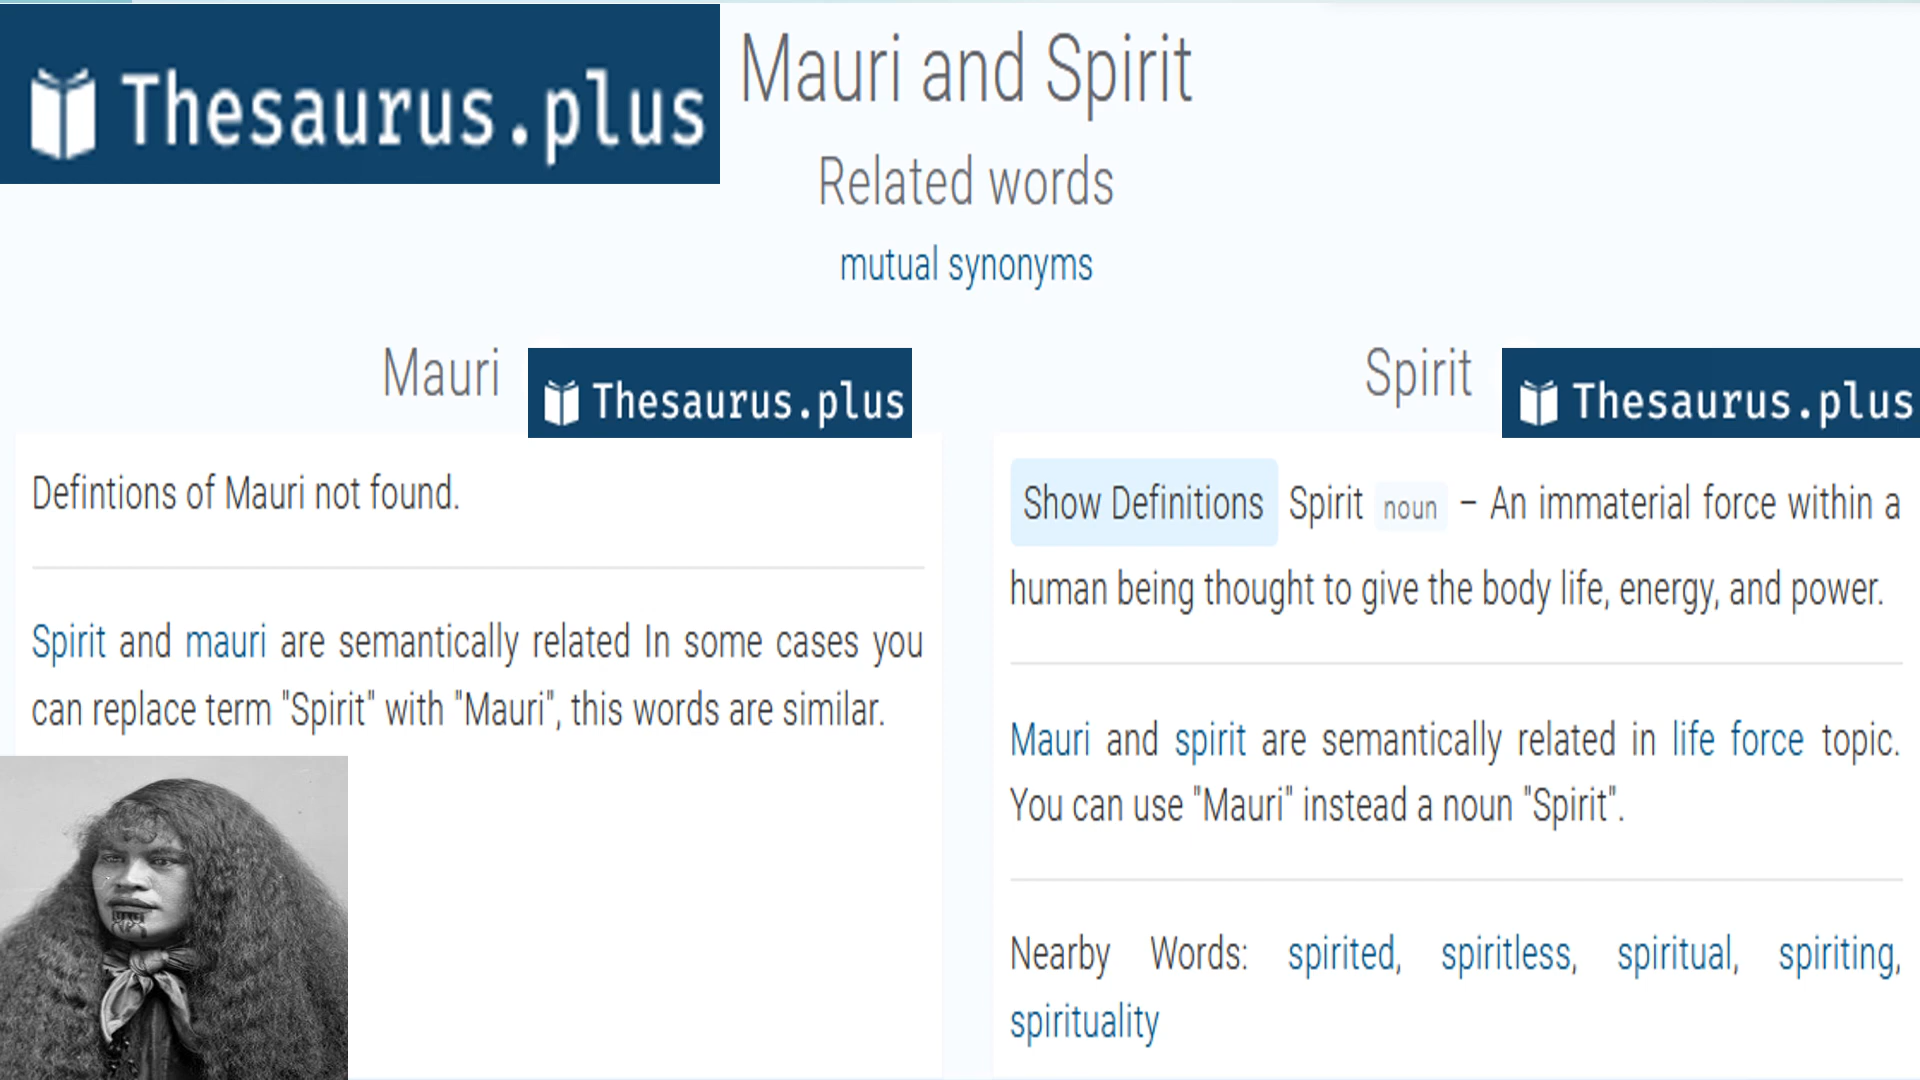 Thesaurus.plus
Mauri and Spirit
Related words
mutual synonyms
Mauri
Thesaurus.plus
Defintions of Mauri not found.
Spirit and mauri are semantically related In some cases you
can replace term "Spirit" with "Mauri", this words are similar.
Spirit
Thesaurus.plus
Show Definitions Spirit noun – An immaterial force within a
human being thought to give the body life, energy, and power.
Mauri and spirit are semantically related in life force topic.
You can use "Mauri" instead a noun "Spirit".
Nearby Words: spirited, spiritless, spiritual, spiriting,
spirituality